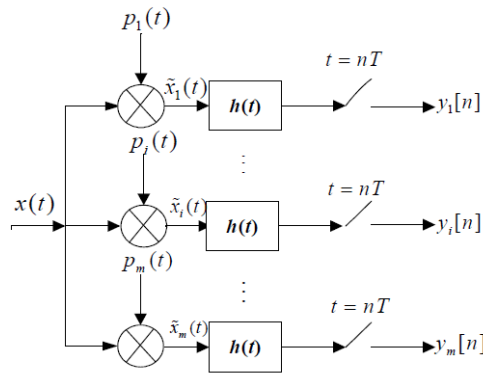 p₁(t)
t = nT
x̃₁(t)
h(t)
y₁[n]
pᵢ(t)
⋮
t = nT
x(t)
x̃ᵢ(t)
h(t)
yᵢ[n]
pₘ(t)
⋮
t = nT
x̃ₘ(t)
h(t)
yₘ[n]